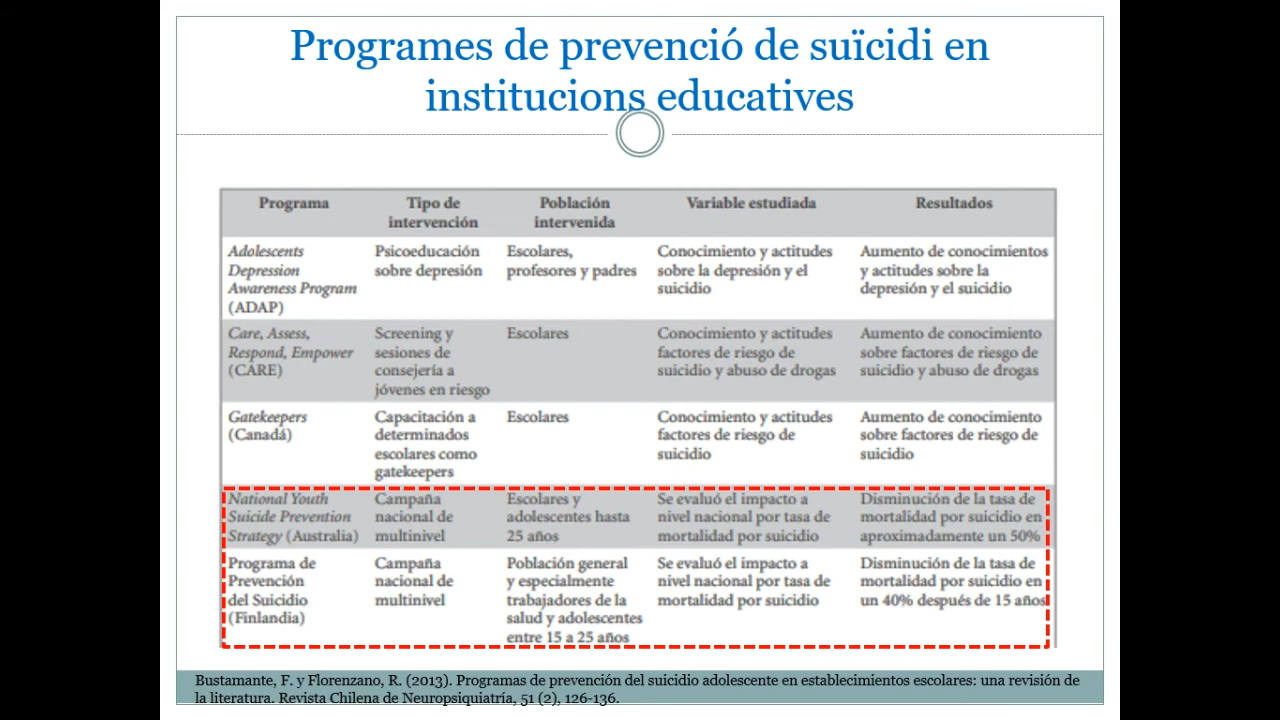 Programes de prevenció de suïcidi en
institucions educatives
Programa
Tipo de
intervención
Población
intervenida
Variable estudiada
Resultados
Adolescents
Depression
Awareness Program
(ADAP)
Psicoeducación
sobre depresión
Escolares,
profesores y padres
Conocimiento y actitudes
sobre la depresión y el
suicidio
Aumento de conocimientos
y actitudes sobre la
depresión y el suicidio
Care, Assess,
Respond, Empower
(CARE)
Screening y
sesiones de
consejería a
jóvenes en riesgo
Escolares
Conocimiento y actitudes
factores de riesgo de
suicidio y abuso de drogas
Aumento de conocimiento
sobre factores de riesgo de
suicidio y abuso de drogas
Gatekeepers
(Canadá)
Capacitación a
determinados
escolares como
gatekeepers
Escolares
Conocimiento y actitudes
factores de riesgo de
suicidio
Aumento de conocimiento
sobre factores de riesgo de
suicidio
National Youth
Suicide Prevention
Strategy (Australia)
Campaña
nacional de
multinivel
Escolares y
adolescentes hasta
25 años
Se evaluó el impacto a
nivel nacional por tasa de
mortalidad por suicidio
Disminución de la tasa de
mortalidad por suicidio en
aproximadamente un 50%
Programa de
Prevención
del Suicidio
(Finlandia)
Campaña
nacional de
multinivel
Población general
y especialmente
trabajadores de la
salud y adolescentes
entre 15 a 25 años
Se evaluó el impacto a
nivel nacional por tasa de
mortalidad por suicidio
Disminución de la tasa de
mortalidad por suicidio en
un 40% después de 15 años
Bustamante, F. y Florenzano, R. (2013). Programas de prevención del suicidio adolescente en establecimientos escolares: una revisión de
la literatura. Revista Chilena de Neuropsiquiatría, 51 (2), 126-136.